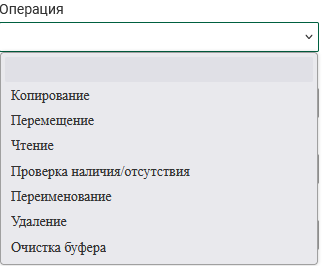 Операция
Копирование
Перемещение
Чтение
Проверка наличия/отсутствия
Переименование
Удаление
Очистка буфера